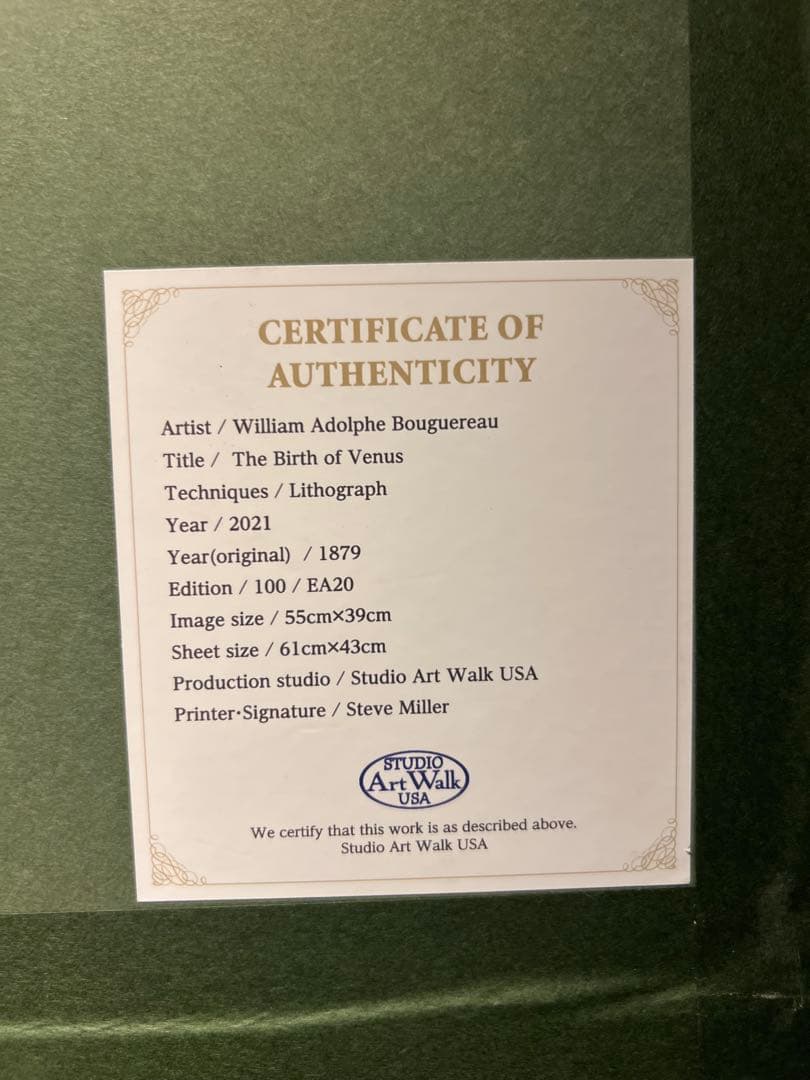 CERTIFICATE OF
AUTHENTICITY
Artist / William Adolphe Bouguereau
Title / The Birth of Venus
Techniques / Lithograph
Year / 2021
Year(original) / 1879
Edition / 100 / EA20
Image size / 55cm×39cm
Sheet size / 61cm×43cm
Production studio / Studio Art Walk USA
Printer·Signature / Steve Miller
STUDIO
Art Walk
USA
We certify that this work is as described above.
Studio Art Walk USA